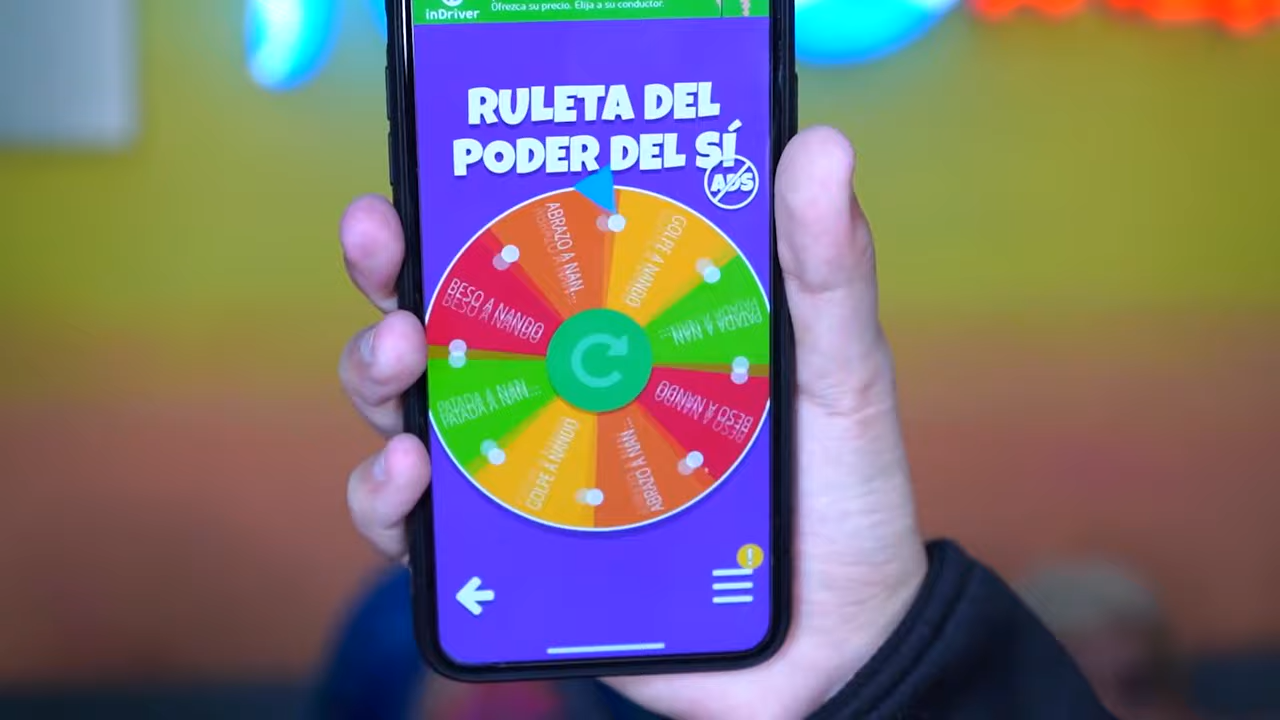 inDriver
Ofrezca su precio. Elija a su conductor.
RULETA DEL
PODER DEL SÍ
ADS
ABRAZO A NAN...
GOLPE A NANDO
PATADA A NAN...
BESO A NANDO
ABRAZO A NAN...
GOLPE A NANDO
PATADA A NAN...
BESO A NANDO
!